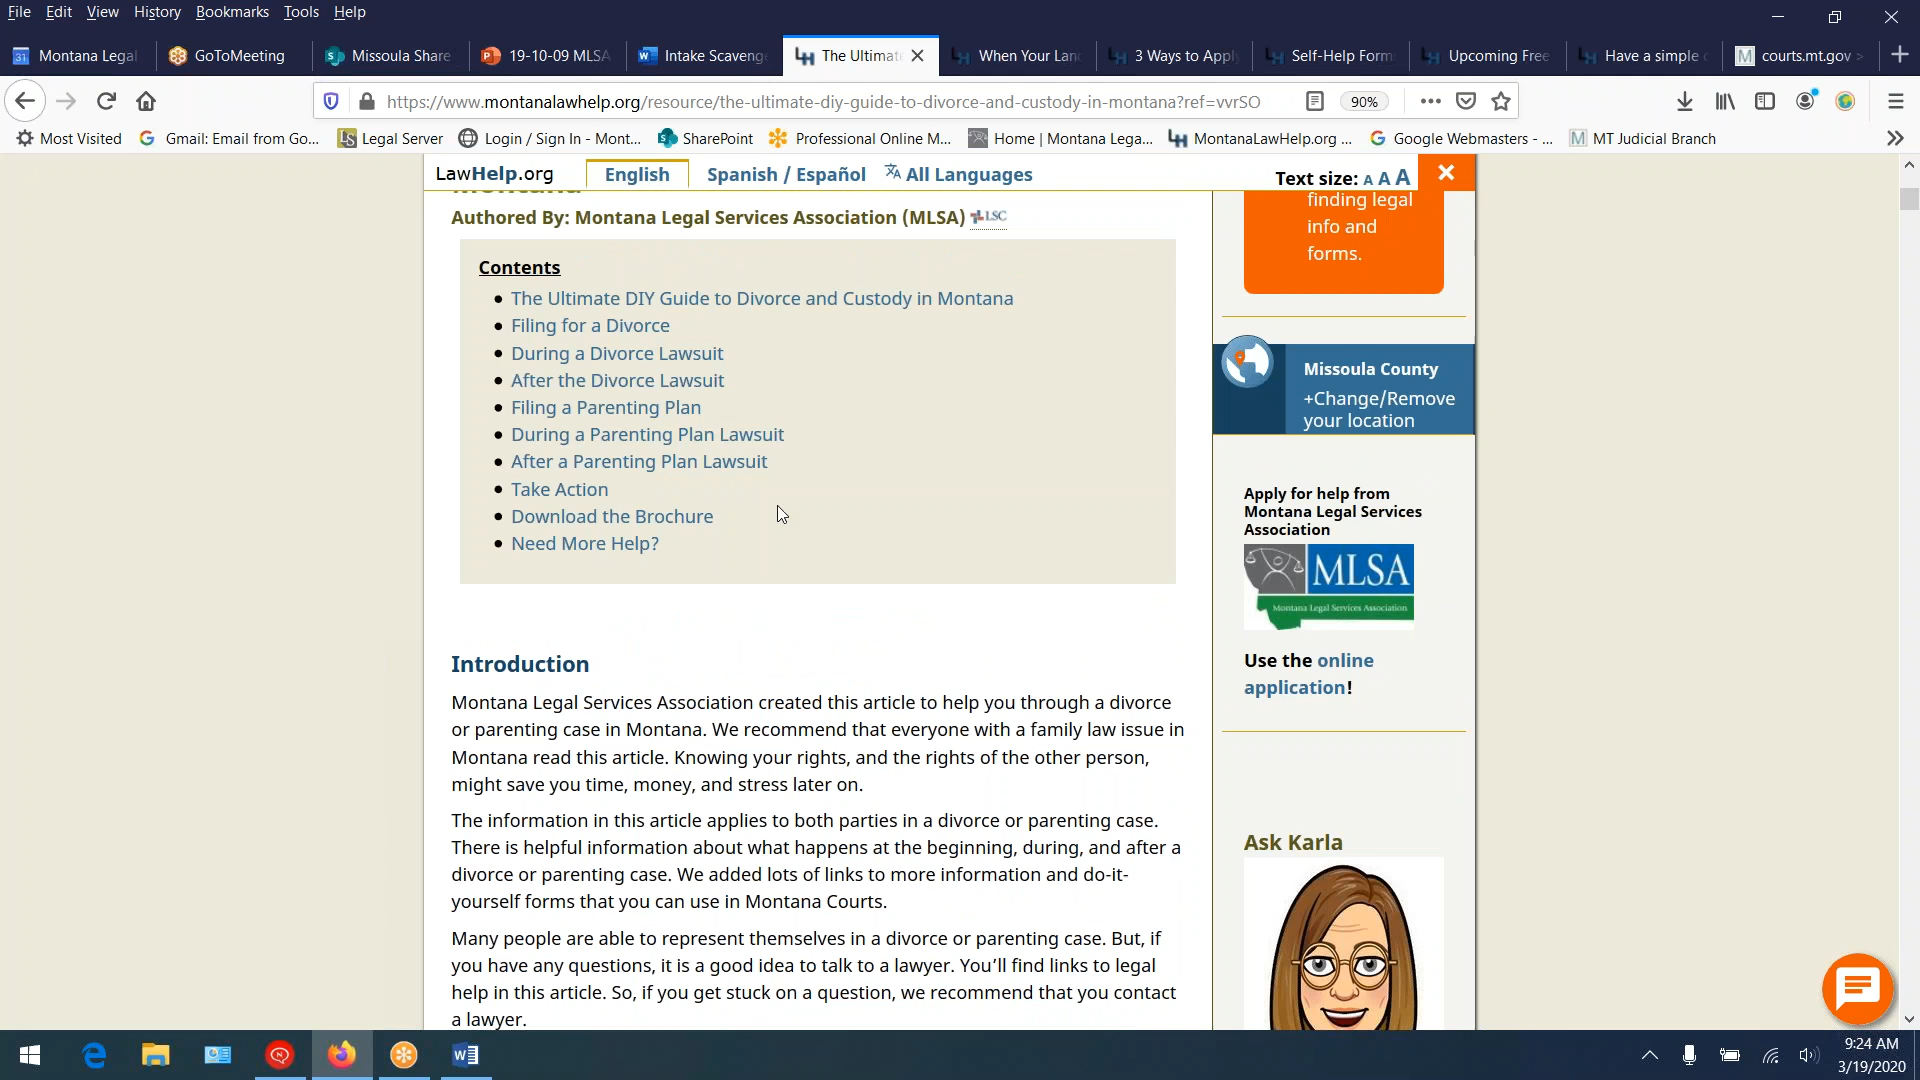 File Edit View History Bookmarks Tools Help
Montana Legal
GoToMeeting
Missoula Share
19-10-09 MLSA
Intake Scaveng
The Ultimat
When Your Lan
3 Ways to Appl
Self-Help Form
Upcoming Free
Have a simple
courts.mt.gov >
https://www.montanalawhelp.org/resource/the-ultimate-diy-guide-to-divorce-and-custody-in-montana?ref=vvrSO
90%
Most Visited
Gmail: Email from Go...
Legal Server
Login / Sign In - Mont...
SharePoint
Professional Online M...
Home | Montana Lega...
MontanaLawHelp.org ...
Google Webmasters - ...
MT Judicial Branch
LawHelp.org English Spanish / Español All Languages Text size: A A A
Montana
Authored By: Montana Legal Services Association (MLSA) LSC
Contents
The Ultimate DIY Guide to Divorce and Custody in Montana
Filing for a Divorce
During a Divorce Lawsuit
After the Divorce Lawsuit
Filing a Parenting Plan
During a Parenting Plan Lawsuit
After a Parenting Plan Lawsuit
Take Action
Download the Brochure
Need More Help?
Introduction
Montana Legal Services Association created this article to help you through a divorce
or parenting case in Montana. We recommend that everyone with a family law issue in
Montana read this article. Knowing your rights, and the rights of the other person,
might save you time, money, and stress later on.
The information in this article applies to both parties in a divorce or parenting case.
There is helpful information about what happens at the beginning, during, and after a
divorce or parenting case. We added lots of links to more information and do-it-
yourself forms that you can use in Montana Courts.
Many people are able to represent themselves in a divorce or parenting case. But, if
you have any questions, it is a good idea to talk to a lawyer. You’ll find links to legal
help in this article. So, if you get stuck on a question, we recommend that you contact
a lawyer.
finding legal
info and
forms.
Missoula County
+Change/Remove
your location
Apply for help from
Montana Legal Services
Association
MLSA
Montana Legal Services Association
Use the online
application!
Ask Karla
9:24 AM
3/19/2020